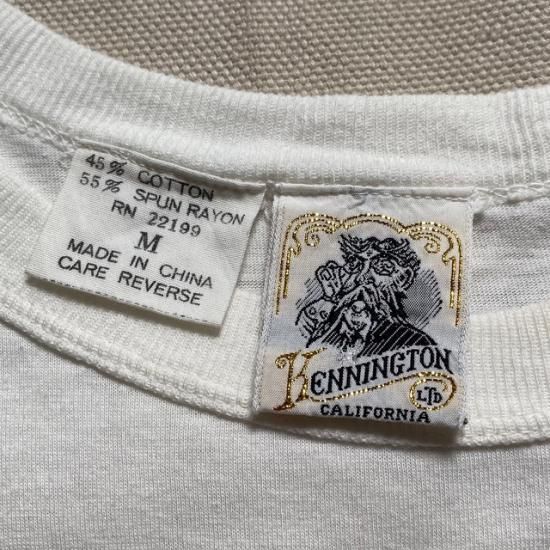 45% COTTON
55% SPUN RAYON
RN 22199
M
MADE IN CHINA
CARE REVERSE
KENNINGTON
LTD
CALIFORNIA